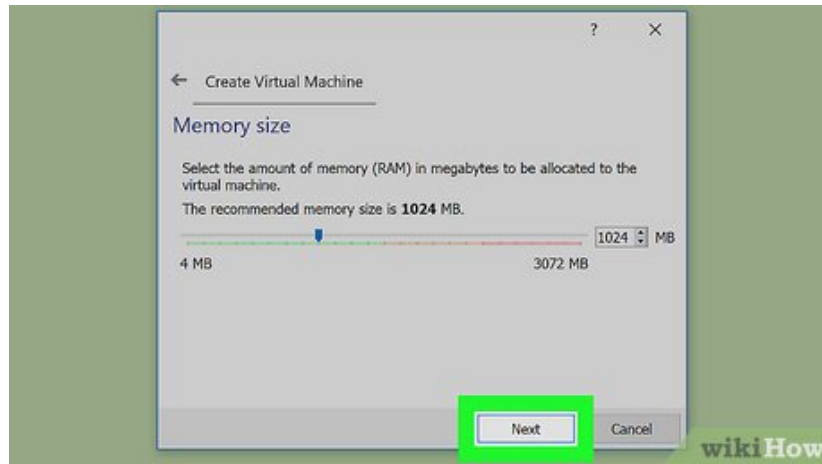 ?
Create Virtual Machine
Memory size
Select the amount of memory (RAM) in megabytes to be allocated to the
virtual machine.
The recommended memory size is 1024 MB.
1024 MB
4 MB 3072 MB
Next Cancel
wikiHow